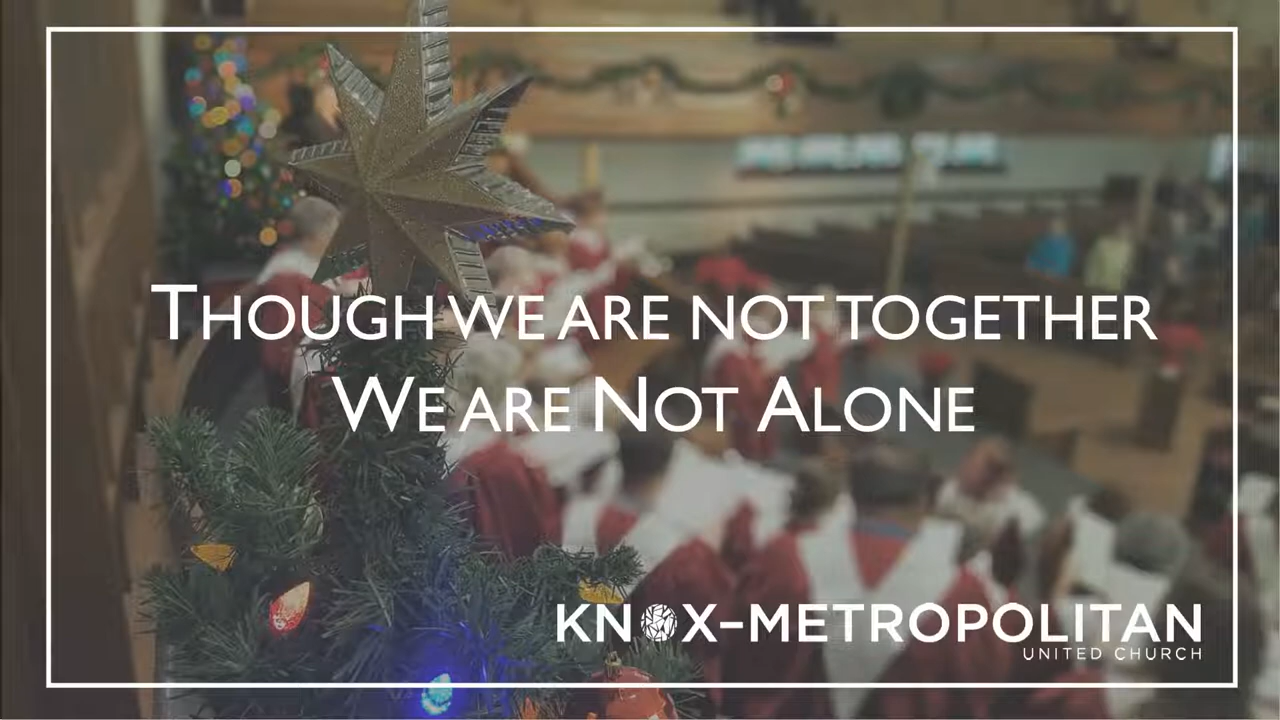 Though we are not together
We are Not Alone
KNOX-METROPOLITAN
UNITED CHURCH